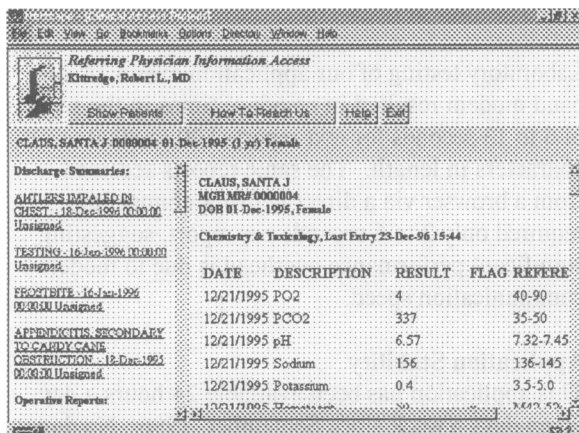 File Edit View Go Bookmarks Options Directory Window Help
Referring Physician Information Access
Kittredge, Robert L., MD
Show Patients How To Reach Us Help Exit
CLAUS, SANTA J 0000004 01-Dec-1995 (1 yr) Female
Discharge Summaries:
ANTLERS IMPALED IN
CHEST - 18-Dec-1996 00:00:00
Unsigned
TESTING - 16-Jan-1996 00:00:00
Unsigned
FROSTBITE - 16-Jan-1996
00:00:00 Unsigned
APPENDICITIS, SECONDARY
TO CANDY CANE
OBSTRUCTION - 18-Dec-1995
00:00:00 Unsigned
Operative Reports:
CLAUS, SANTA J
MGH MR# 0000004
DOB 01-Dec-1995, Female
Chemistry & Toxicology, Last Entry 23-Dec-96 15:44
DATE DESCRIPTION RESULT FLAG REFERE
12/21/1995 PO2 4 40-90
12/21/1995 PCO2 337 35-50
12/21/1995 pH 6.57 7.32-7.45
12/21/1995 Sodium 156 136-145
12/21/1995 Potassium 0.4 3.5-5.0
12/21/1995